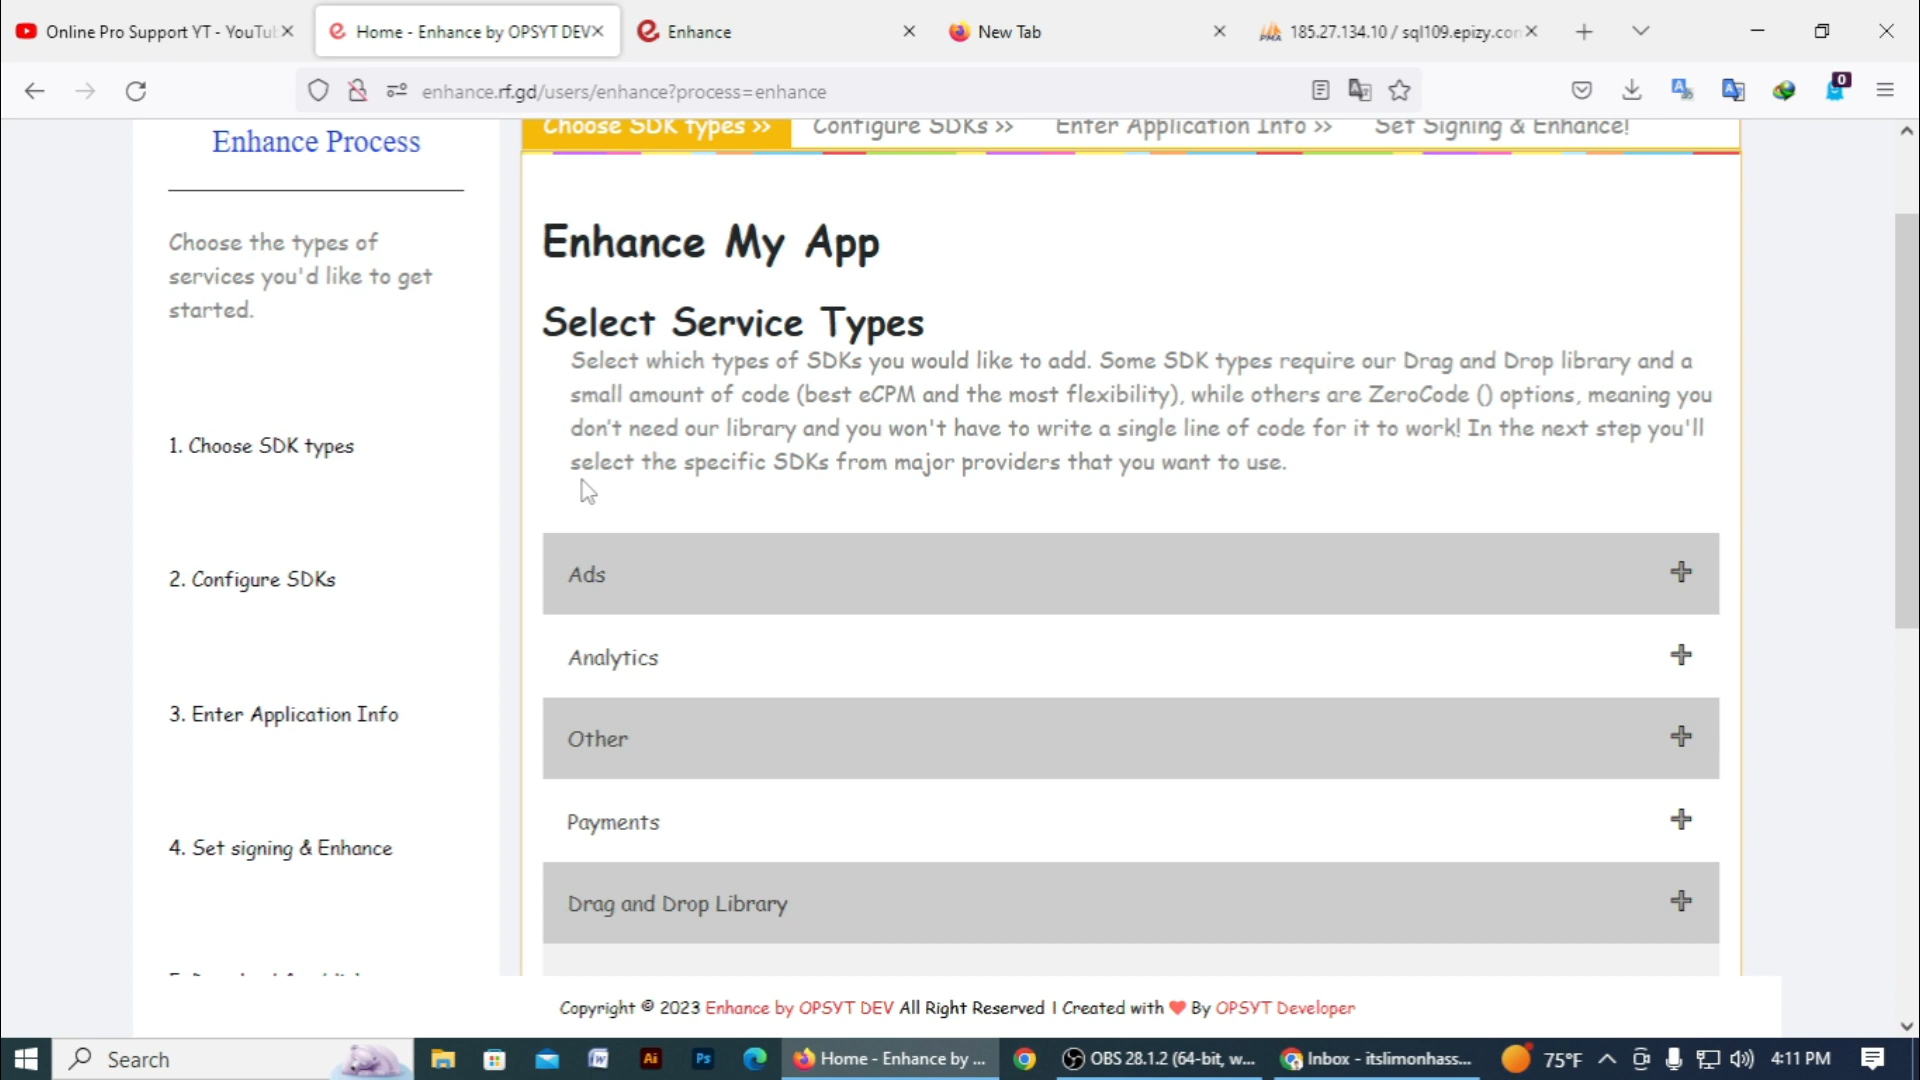 Online Pro Support YT - YouTu
Home - Enhance by OPSYT DEV
Enhance
New Tab
185.27.134.10 / sql109.epizy.con
enhance.rf.gd/users/enhance?process=enhance
0
Enhance Process
Choose the types of
services you'd like to get
started.
1. Choose SDK types
2. Configure SDKs
3. Enter Application Info
4. Set signing & Enhance
Choose SDK types >>
Configure SDKs >>
Enter Application Info >>
Set Signing & Enhance!
Enhance My App
Select Service Types
Select which types of SDKs you would like to add. Some SDK types require our Drag and Drop library and a
small amount of code (best eCPM and the most flexibility), while others are ZeroCode () options, meaning you
don't need our library and you won't have to write a single line of code for it to work! In the next step you'll
select the specific SDKs from major providers that you want to use.
Ads
Analytics
Other
Payments
Drag and Drop Library
Copyright © 2023 Enhance by OPSYT DEV All Right Reserved | Created with ❤ By OPSYT Developer
Search
Ai
Ps
Home - Enhance by ...
OBS 28.1.2 (64-bit, w...
Inbox - itslimonhass...
75°F
4:11 PM